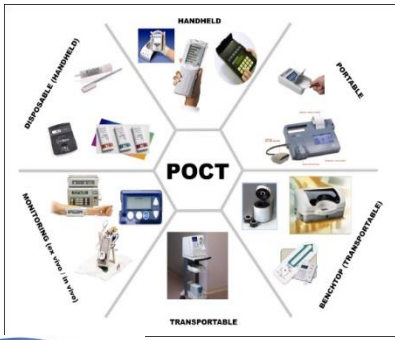 HANDHELD
DISPOSABLE (HANDHELD)
PORTABLE
POCT
MONITORING (ex vivo / in vivo)
BENCHTOP (TRANSPORTABLE)
TRANSPORTABLE